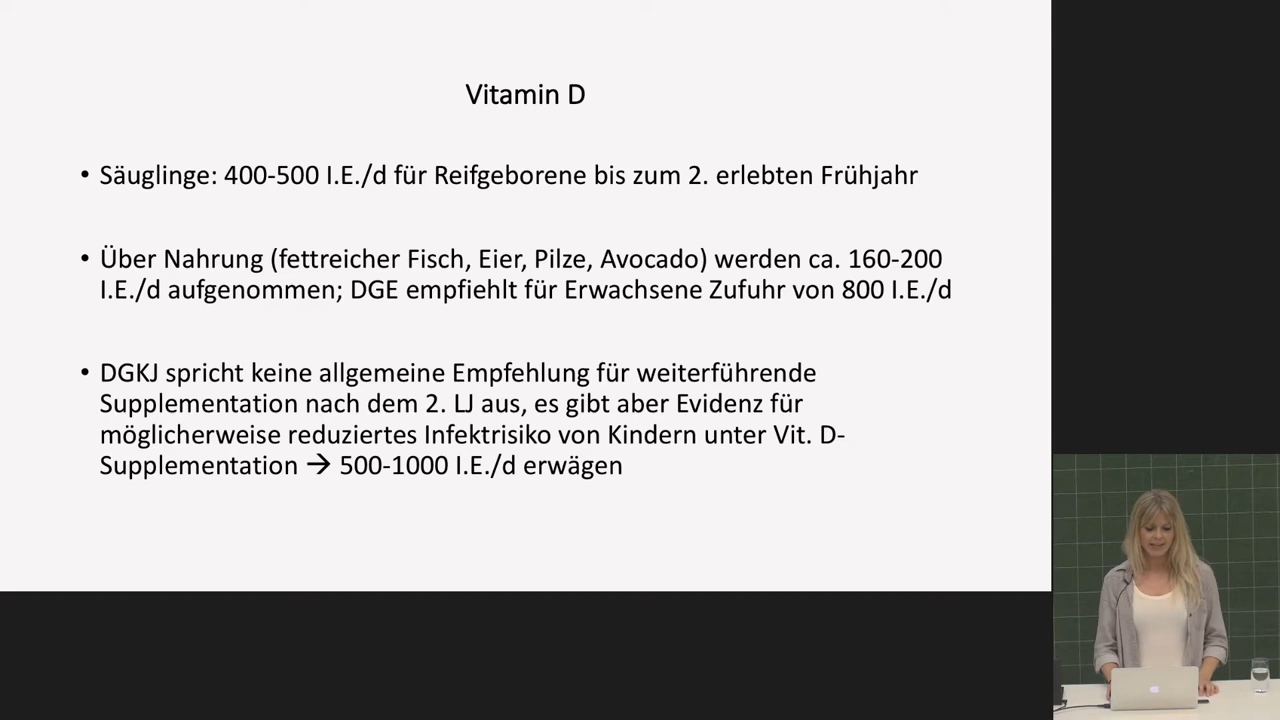 Vitamin D
• Säuglinge: 400-500 I.E./d für Reifgeborene bis zum 2. erlebten Frühjahr
• Über Nahrung (fettreicher Fisch, Eier, Pilze, Avocado) werden ca. 160-200
I.E./d aufgenommen; DGE empfiehlt für Erwachsene Zufuhr von 800 I.E./d
• DGKJ spricht keine allgemeine Empfehlung für weiterführende
Supplementation nach dem 2. LJ aus, es gibt aber Evidenz für
möglicherweise reduziertes Infektrisiko von Kindern unter Vit. D-
Supplementation → 500-1000 I.E./d erwägen